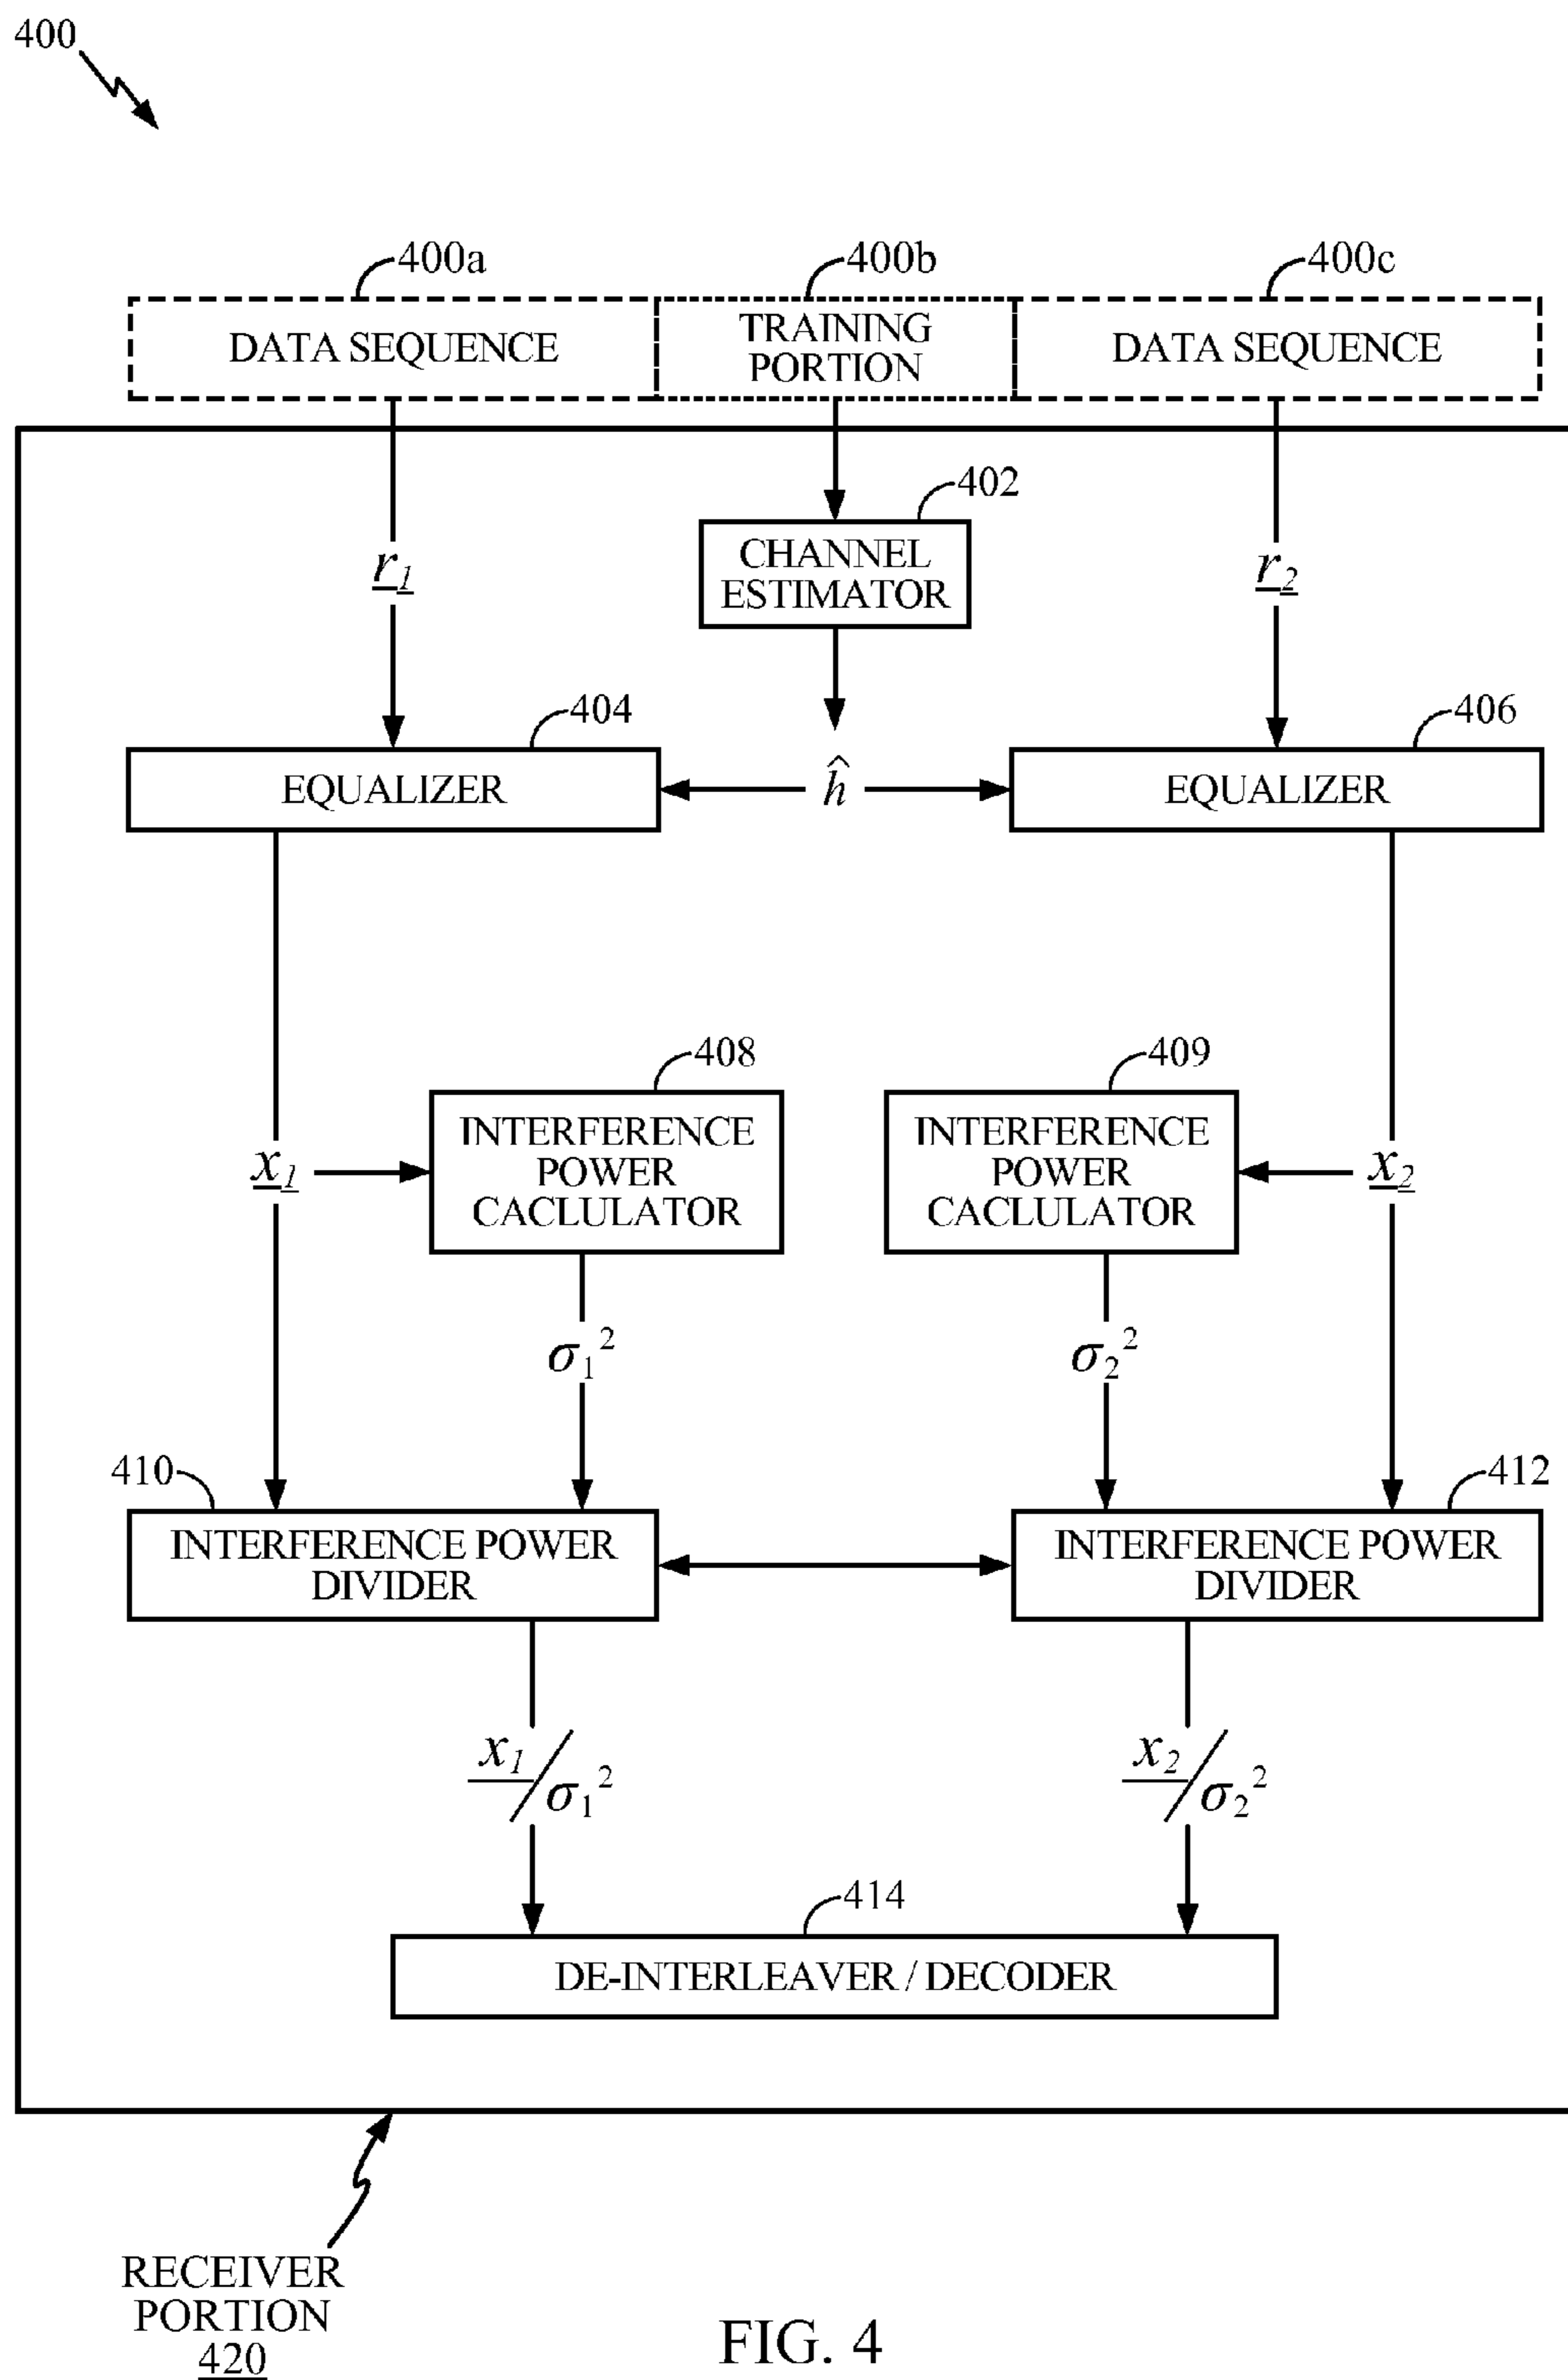 400
400a
400b
400c
DATA SEQUENCE
TRAINING
PORTION
DATA SEQUENCE
402
r1
CHANNEL
ESTIMATOR
r2
404
406
EQUALIZER
ĥ
EQUALIZER
408
409
x1
INTERFERENCE
POWER
CACLULATOR
INTERFERENCE
POWER
CACLULATOR
x2
σ1²
σ2²
410
412
INTERFERENCE POWER
DIVIDER
INTERFERENCE POWER
DIVIDER
x1/σ1²
x2/σ2²
414
DE-INTERLEAVER / DECODER
RECEIVER
PORTION
420
FIG. 4